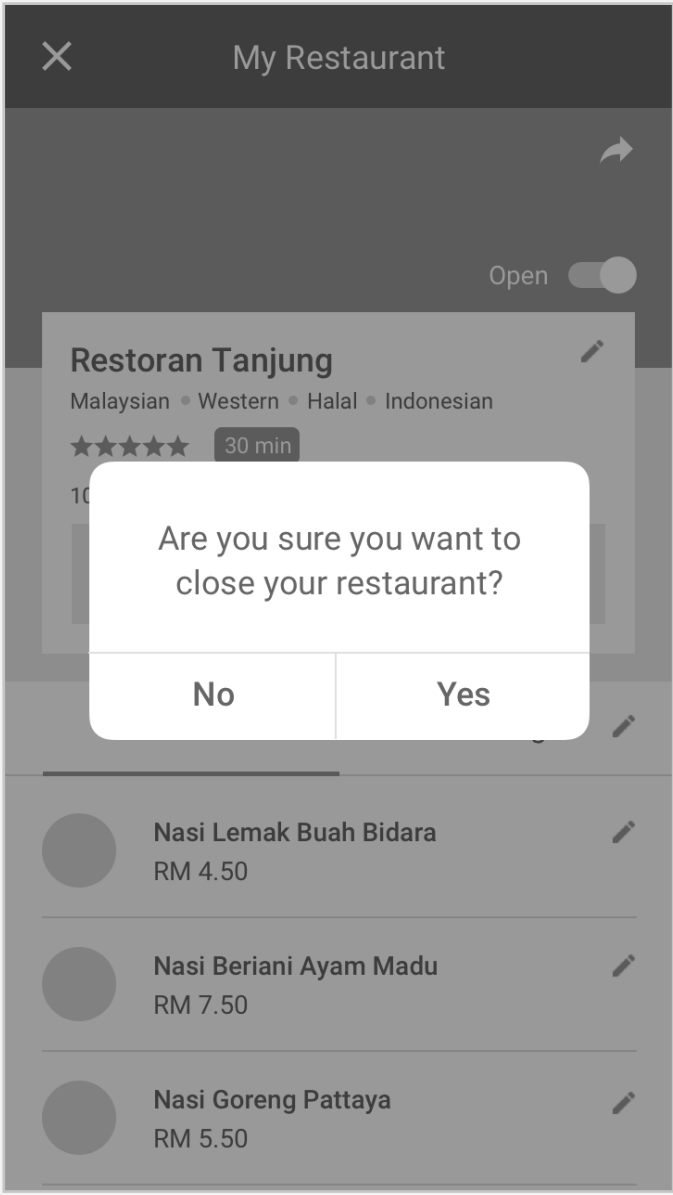 My Restaurant
Open
Restoran Tanjung
Malaysian • Western • Halal • Indonesian
30 min
Are you sure you want to
close your restaurant?
No
Yes
Nasi Lemak Buah Bidara
RM 4.50
Nasi Beriani Ayam Madu
RM 7.50
Nasi Goreng Pattaya
RM 5.50